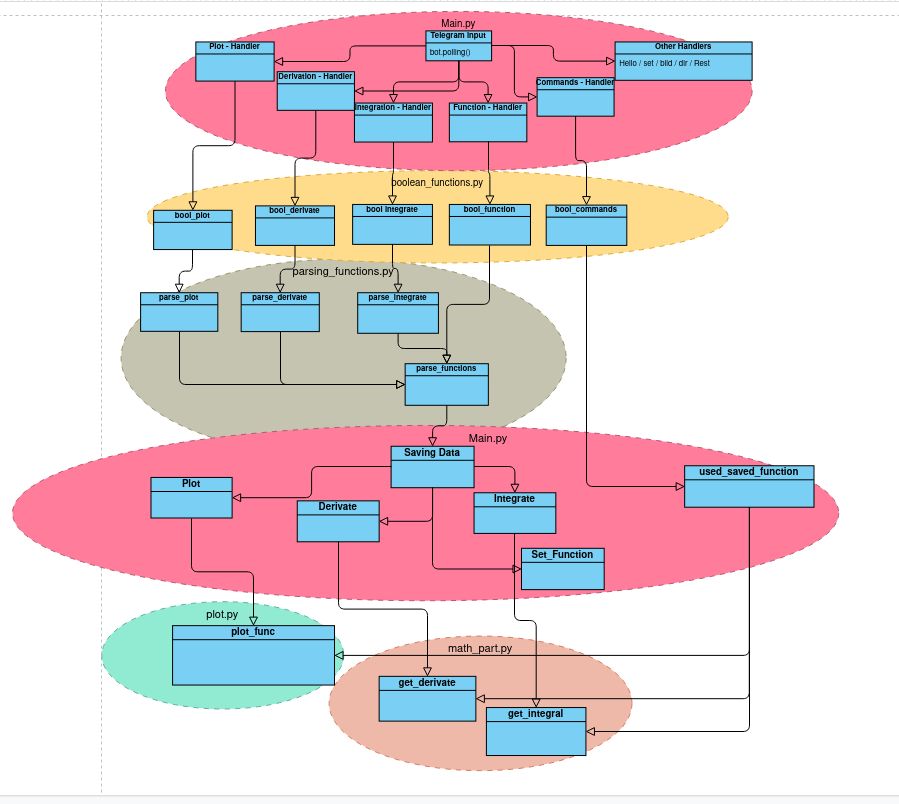 Main.py
Telegram Input
bot.polling()
Plot - Handler
Other Handlers
Hello / set / bild / dlr / Rest
Derivation - Handler
Commands - Handler
Integration - Handler
Function - Handler
boolean_functions.py
bool_plot
bool_derivate
bool integrate
bool_function
bool_commands
parsing_functions.py
parse_plot
parse_derivate
parse_integrate
parse_functions
Main.py
Saving Data
used_saved_function
Plot
Integrate
Derivate
Set_Function
plot.py
plot_func
math_part.py
get_derivate
get_integral